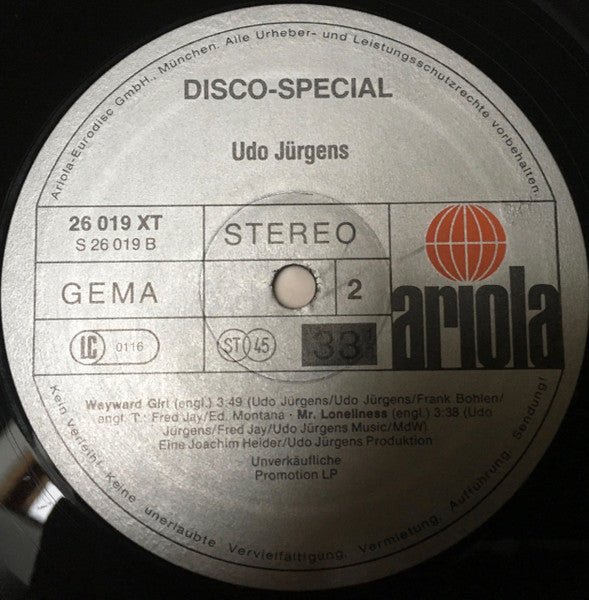 Ariola-Eurodisc GmbH., München. Alle Urheber- und Leistungsschutzrechte vorbehalten.
DISCO-SPECIAL
Udo Jürgens
26 019 XT
S 26 019 B
STEREO
GEMA
2
ariola
LC 0116
ST 45
33
Wayward Girl (engl.) 3:49 (Udo Jürgens/Udo Jürgens/Frank Bohlen/
engl. T.: Fred Jay/Ed. Montana · Mr. Loneliness (engl.) 3:38 (Udo
Jürgens/Fred Jay/Udo Jürgens Music/MdW).
Eine Joachim Heider/Udo Jürgens Produktion
Unverkäufliche
Promotion LP
Kein Verleih! Keine unerlaubte Vervielfältigung, Vermietung, Aufführung, Sendung!